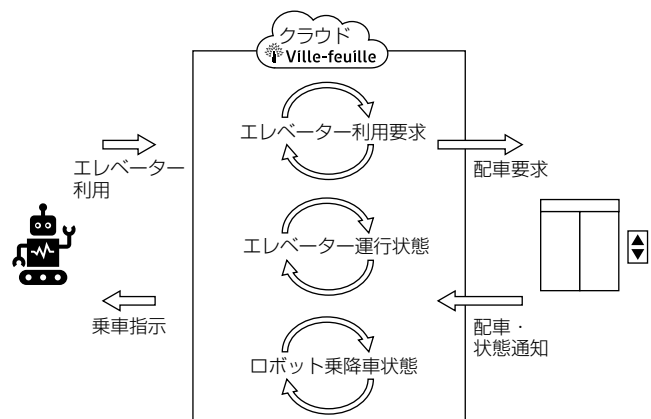 クラウド
Ville-feuille
エレベーター利用要求
エレベーター
利用
配車要求
エレベーター運行状態
乗車指示
配車・
状態通知
ロボット乗降車状態